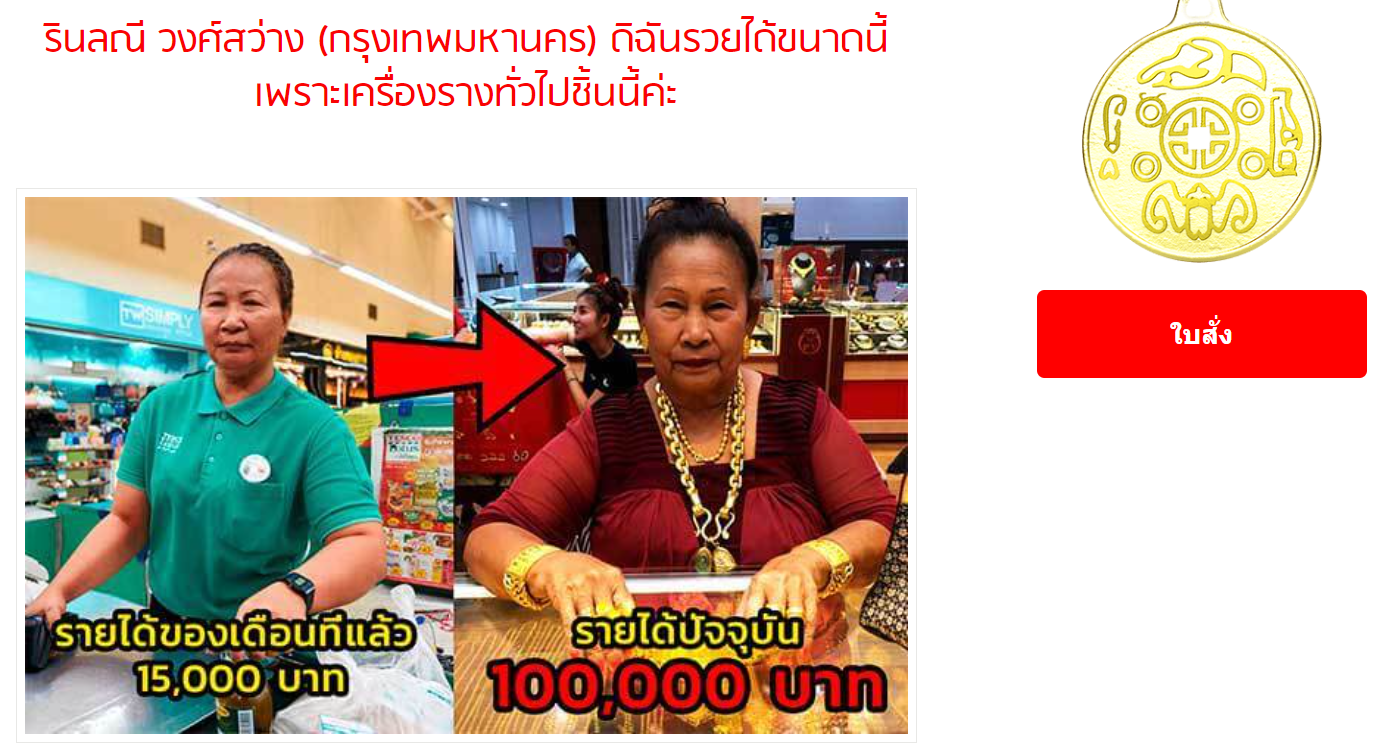 รินลณี วงศ์สว่าง (กรุงเทพมหานคร) ดิฉันรวยได้ขนาดนี้
เพราะเครื่องรางทั่วไปชิ้นนี้ค่ะ
ใบสั่ง
SIMPLY
รายได้ของเดือนที่แล้ว
15,000 บาท
รายได้ปัจจุบัน
100,000 บาท